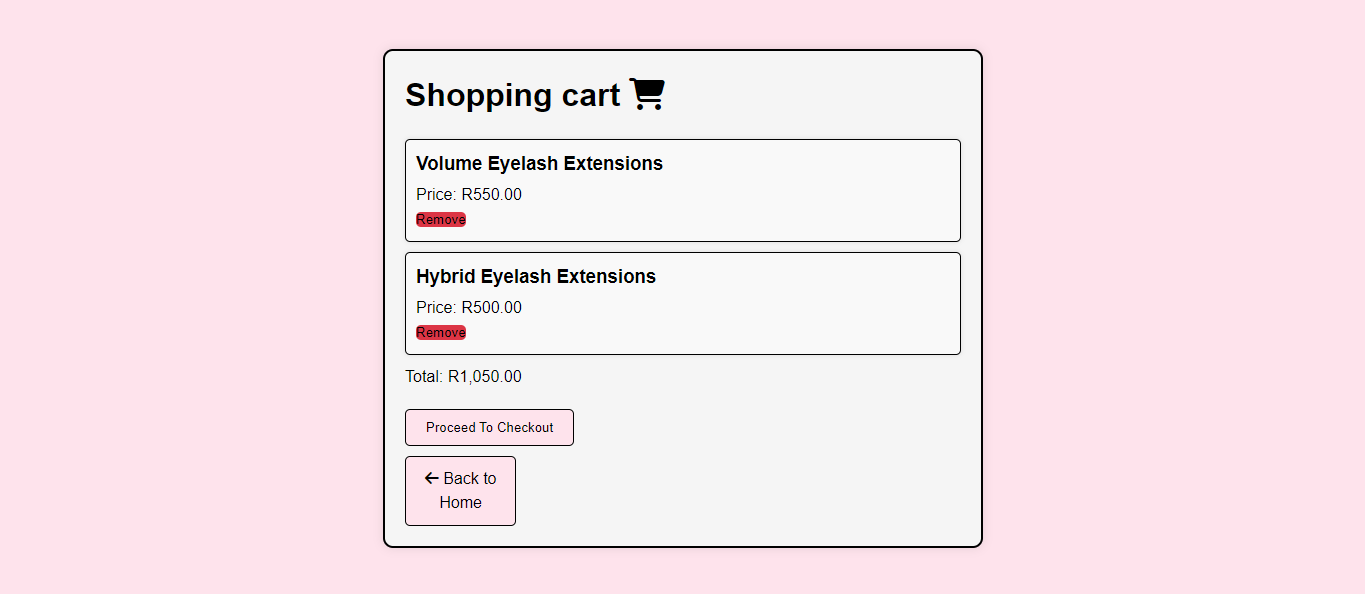 Shopping cart
Volume Eyelash Extensions
Price: R550.00
Remove
Hybrid Eyelash Extensions
Price: R500.00
Remove
Total: R1,050.00
Proceed To Checkout
Back to
Home